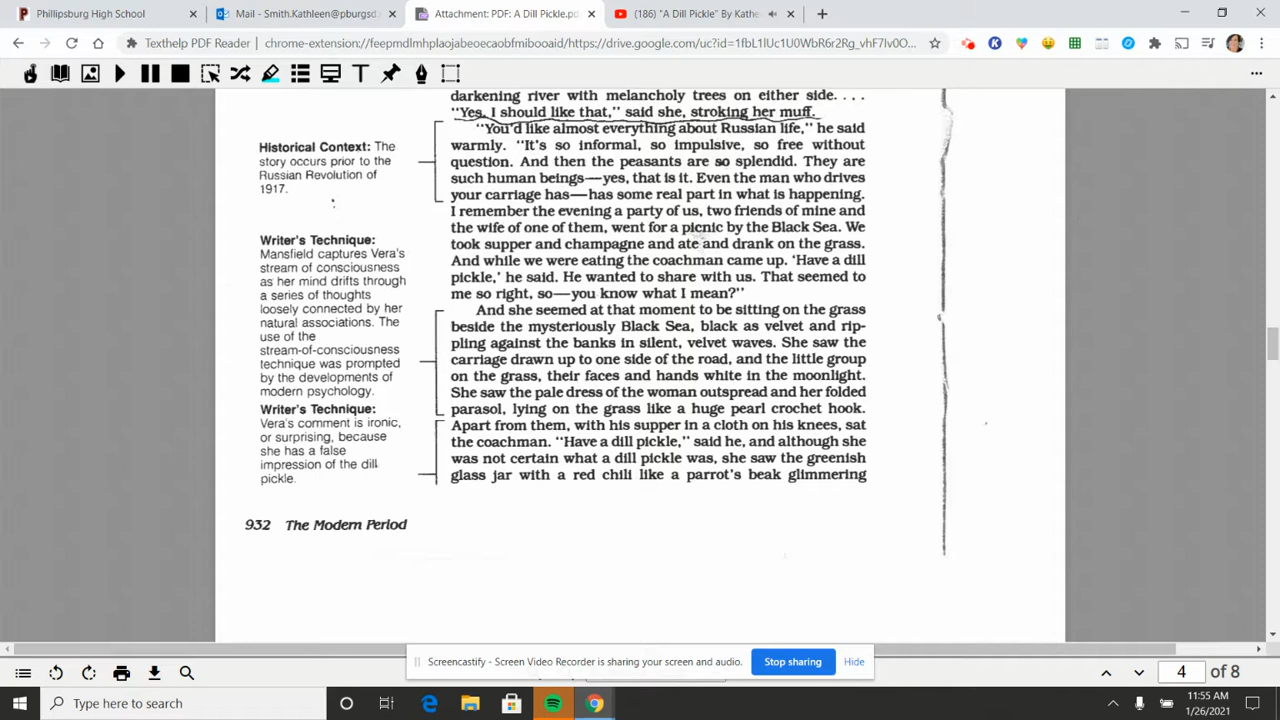 Phillipsburg High School
Mail - Smith.Kathleen@pburgsd.
Attachment: PDF: A Dill Pickle.pd
(186) "A Dill Pickle" By Kathe
Texthelp PDF Reader | chrome-extension://feepndlmhplaojabeoecaobfmibooaid/https://drive.google.com/uc?id=1fbL1lUc1U0WbR6r2Rg_vhF7Iv0O...
darkening river with melancholy trees on either side. . . .
"Yes, I should like that," said she, stroking her muff.
"You'd like almost everything about Russian life," he said
warmly. "It's so informal, so impulsive, so free without
question. And then the peasants are so splendid. They are
such human beings—yes, that is it. Even the man who drives
your carriage has—has some real part in what is happening.
I remember the evening a party of us, two friends of mine and
the wife of one of them, went for a picnic by the Black Sea. We
took supper and champagne and ate and drank on the grass.
And while we were eating the coachman came up. 'Have a dill
pickle,' he said. He wanted to share with us. That seemed to
me so right, so—you know what I mean?"
And she seemed at that moment to be sitting on the grass
beside the mysteriously Black Sea, black as velvet and rip-
pling against the banks in silent, velvet waves. She saw the
carriage drawn up to one side of the road, and the little group
on the grass, their faces and hands white in the moonlight.
She saw the pale dress of the woman outspread and her folded
parasol, lying on the grass like a huge pearl crochet hook.
Apart from them, with his supper in a cloth on his knees, sat
the coachman. "Have a dill pickle," said he, and although she
was not certain what a dill pickle was, she saw the greenish
glass jar with a red chili like a parrot's beak glimmering
Historical Context: The
story occurs prior to the
Russian Revolution of
1917.
Writer's Technique:
Mansfield captures Vera's
stream of consciousness
as her mind drifts through
a series of thoughts
loosely connected by her
natural associations. The
use of the
stream-of-consciousness
technique was prompted
by the developments of
modern psychology.
Writer's Technique:
Vera's comment is ironic,
or surprising, because
she has a false
impression of the dill
pickle.
932 The Modern Period
Screencastify - Screen Video Recorder is sharing your screen and audio.
Stop sharing
Hide
4 of 8
Type here to search
11:55 AM
1/26/2021